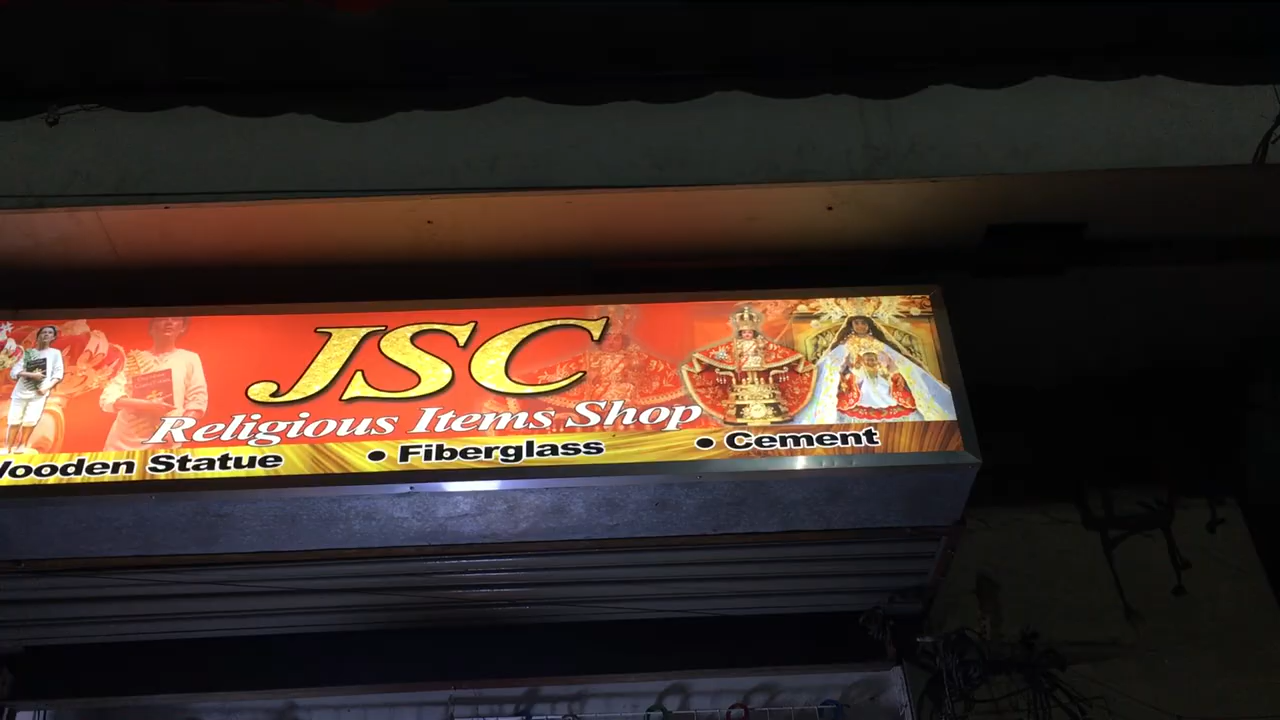 JSC
Religious Items Shop
Wooden Statue • Fiberglass • Cement